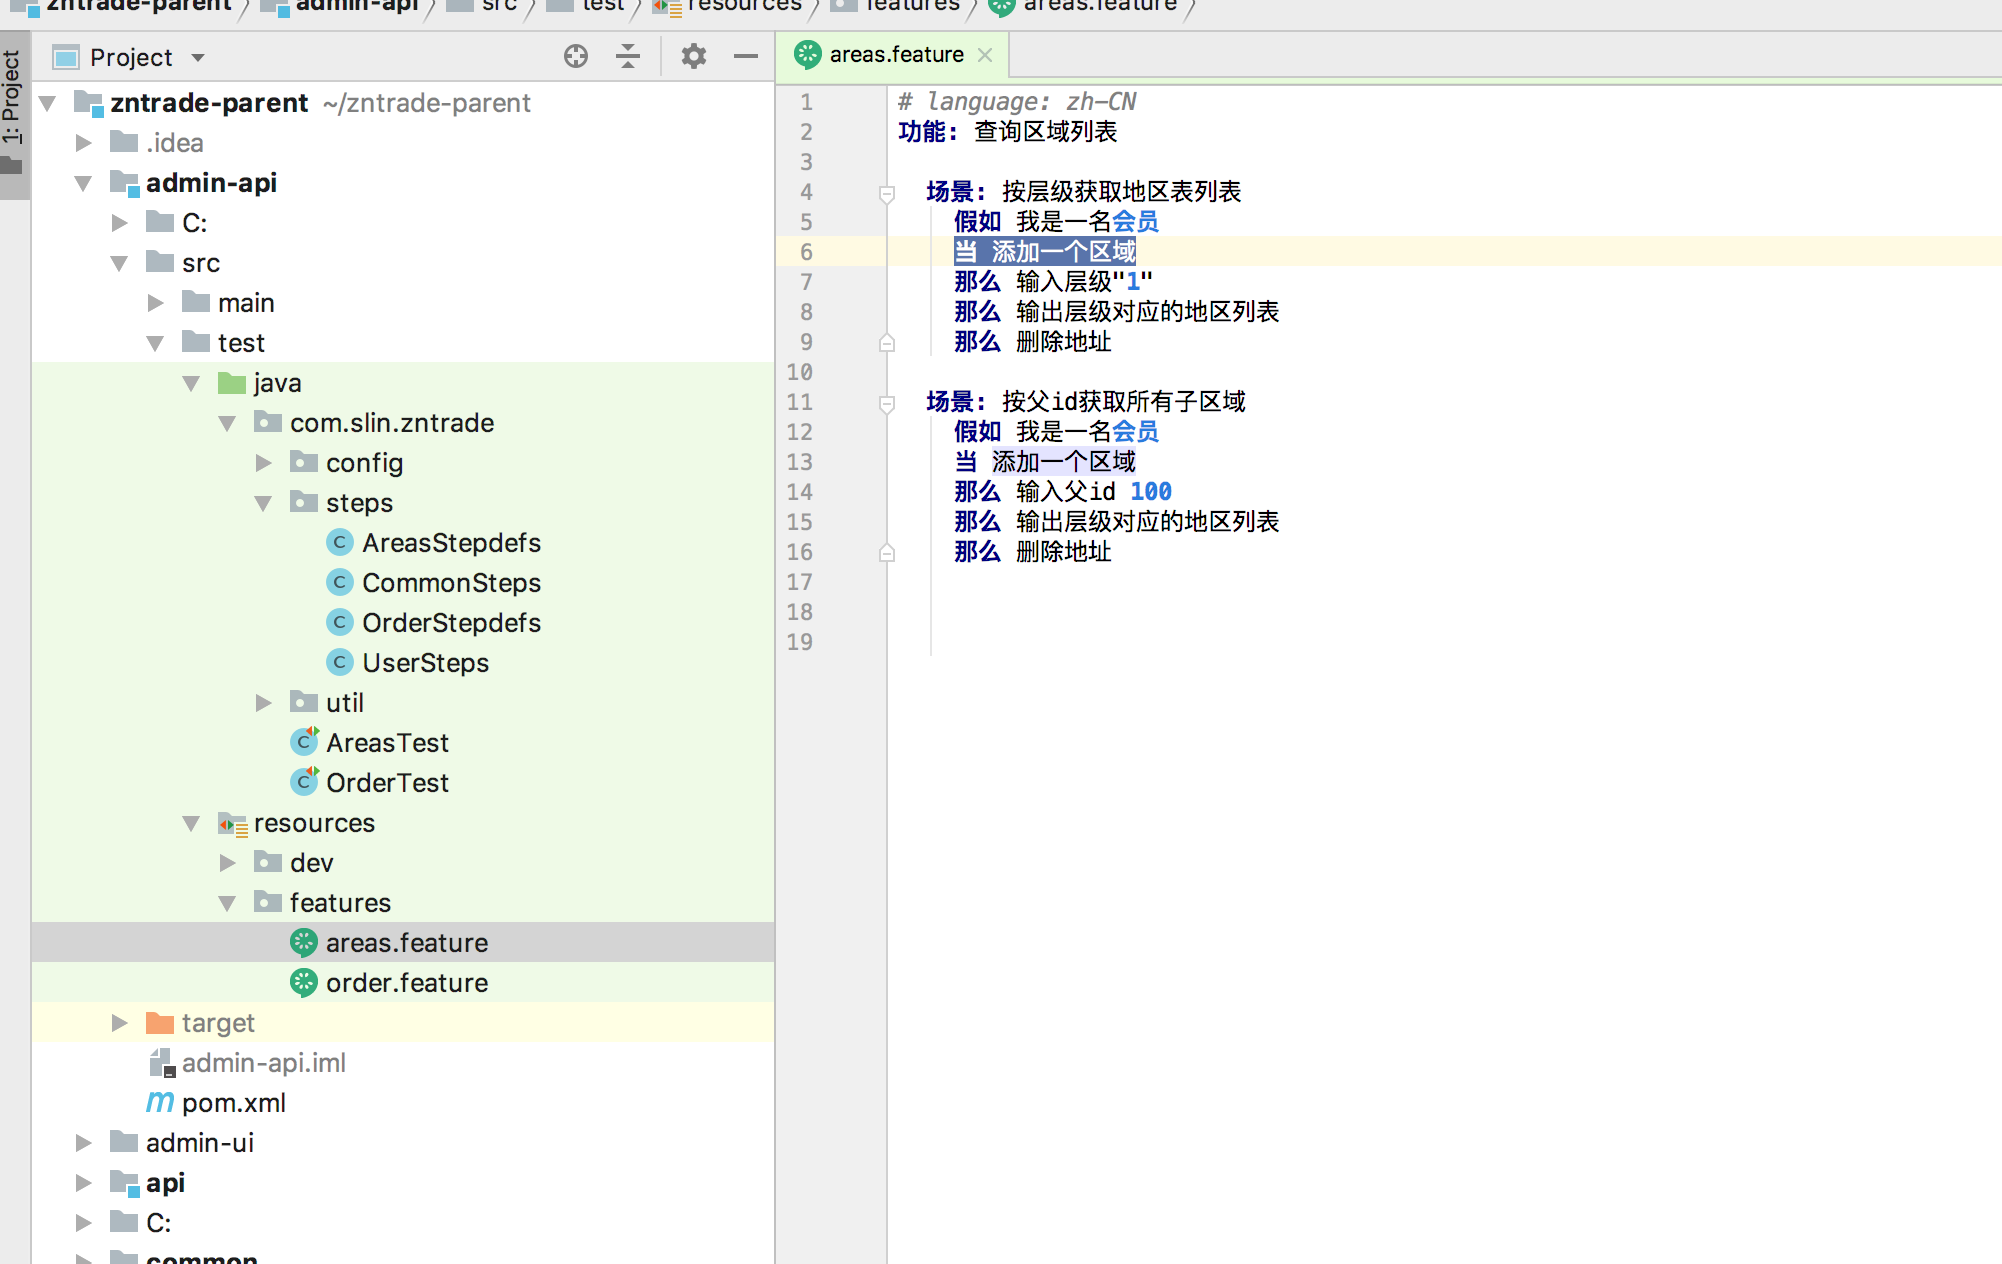 zntrade-parent admin-api src test resources features areas.feature
1: Project
Project
areas.feature
zntrade-parent ~/zntrade-parent
.idea
admin-api
C:
src
main
test
java
com.slin.zntrade
config
steps
AreasStepdefs
CommonSteps
OrderStepdefs
UserSteps
util
AreasTest
OrderTest
resources
dev
features
areas.feature
order.feature
target
admin-api.iml
pom.xml
admin-ui
api
C:
common
1 # language: zh-CN
2 功能: 查询区域列表
3
4 场景: 按层级获取地区表列表
5 假如 我是一名会员
6 当 添加一个区域
7 那么 输入层级"1"
8 那么 输出层级对应的地区列表
9 那么 删除地址
10
11 场景: 按父id获取所有子区域
12 假如 我是一名会员
13 当 添加一个区域
14 那么 输入父id 100
15 那么 输出层级对应的地区列表
16 那么 删除地址
17
18
19